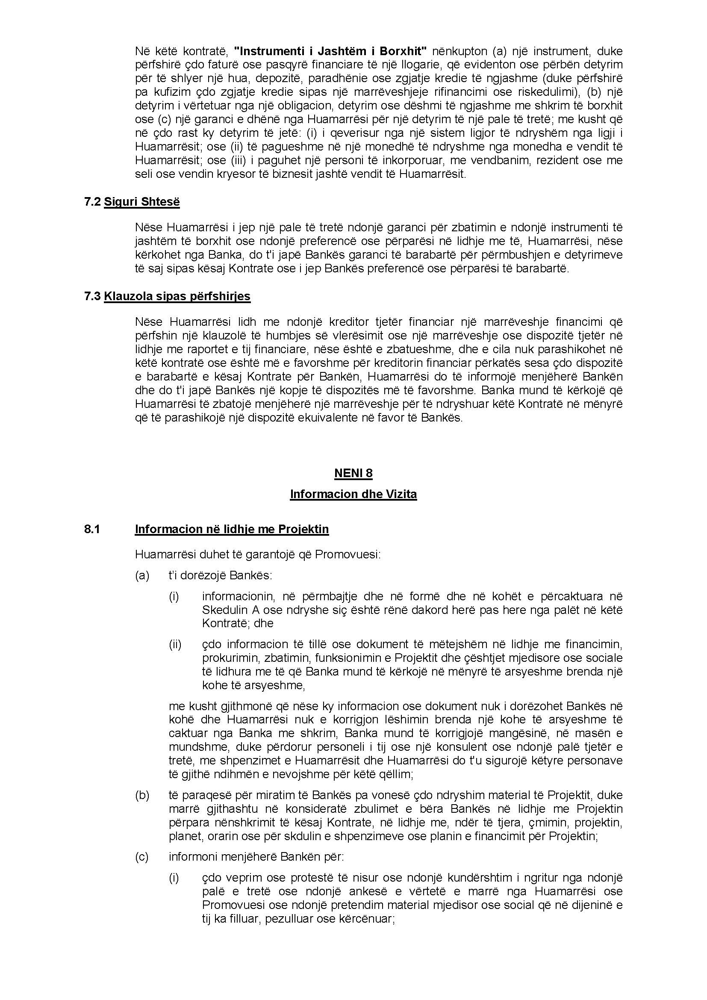 Në këtë kontratë, "Instrumenti i Jashtëm i Borxhit" nënkupton (a) një instrument, duke
përfshirë çdo faturë ose pasqyrë financiare të një llogarie, që evidenton ose përbën detyrim
për të shlyer një hua, depozitë, paradhënie ose zgjatje kredie të ngjashme (duke përfshirë
pa kufizim çdo zgjatje kredie sipas një marrëveshjeje rifinancimi ose riskedulimi), (b) një
detyrim i vërtetuar nga një obligacion, detyrim ose dëshmi të ngjashme me shkrim të borxhit
ose (c) një garanci e dhënë nga Huamarrësi për një detyrim të një pale të tretë; me kusht që
në çdo rast ky detyrim të jetë: (i) i qeverisur nga një sistem ligjor të ndryshëm nga ligji i
Huamarrësit; ose (ii) të pagueshme në një monedhë të ndryshme nga monedha e vendit të
Huamarrësit; ose (iii) i paguhet një personi të inkorporuar, me vendbanim, rezident ose me
seli ose vendin kryesor të biznesit jashtë vendit të Huamarrësit.
7.2 Siguri Shtesë
Nëse Huamarrësi i jep një pale të tretë ndonjë garanci për zbatimin e ndonjë instrumenti të
jashtëm të borxhit ose ndonjë preferencë ose përparësi në lidhje me të, Huamarrësi, nëse
kërkohet nga Banka, do t'i japë Bankës garanci të barabartë për përmbushjen e detyrimeve
të saj sipas kësaj Kontrate ose i jep Bankës preferencë ose përparësi të barabartë.
7.3 Klauzola sipas përfshirjes
Nëse Huamarrësi lidh me ndonjë kreditor tjetër financiar një marrëveshje financimi që
përfshin një klauzolë të humbjes së vlerësimit ose një marrëveshje ose dispozitë tjetër në
lidhje me raportet e tij financiare, nëse është e zbatueshme, dhe e cila nuk parashikohet në
këtë kontratë ose është më e favorshme për kreditorin financiar përkatës sesa çdo dispozitë
e barabartë e kësaj Kontrate për Bankën, Huamarrësi do të informojë menjëherë Bankën
dhe do t'i japë Bankës një kopje të dispozitës më të favorshme. Banka mund të kërkojë që
Huamarrësi të zbatojë menjëherë një marrëveshje për të ndryshuar këtë Kontratë në mënyrë
që të parashikojë një dispozitë ekuivalente në favor të Bankës.
NENI 8
Informacion dhe Vizita
8.1 Informacion në lidhje me Projektin
Huamarrësi duhet të garantojë që Promovuesi:
(a) t’i dorëzojë Bankës:
(i) informacionin, në përmbajtje dhe në formë dhe në kohët e përcaktuara në
Skedulin A ose ndryshe siç është rënë dakord herë pas here nga palët në këtë
Kontratë; dhe
(ii) çdo informacion të tillë ose dokument të mëtejshëm në lidhje me financimin,
prokurimin, zbatimin, funksionimin e Projektit dhe çështjet mjedisore ose sociale
të lidhura me të që Banka mund të kërkojë në mënyrë të arsyeshme brenda një
kohe të arsyeshme,
me kusht gjithmonë që nëse ky informacion ose dokument nuk i dorëzohet Bankës në
kohë dhe Huamarrësi nuk e korrigjon lëshimin brenda një kohe të arsyeshme të
caktuar nga Banka me shkrim, Banka mund të korrigjojë mangësinë, në masën e
mundshme, duke përdorur personeli i tij ose një konsulent ose ndonjë palë tjetër e
tretë, me shpenzimet e Huamarrësit dhe Huamarrësi do t'u sigurojë këtyre personave
të gjithë ndihmën e nevojshme për këtë qëllim;
(b) të paraqesë për miratim të Bankës pa vonesë çdo ndryshim material të Projektit, duke
marrë gjithashtu në konsideratë zbulimet e bëra Bankës në lidhje me Projektin
përpara nënshkrimit të kësaj Kontrate, në lidhje me, ndër të tjera, çmimin, projektin,
planet, orarin ose për skdulin e shpenzimeve ose planin e financimit për Projektin;
(c) informoni menjëherë Bankën për:
(i) çdo veprim ose protestë të nisur ose ndonjë kundërshtim i ngritur nga ndonjë
palë e tretë ose ndonjë ankesë e vërtetë e marrë nga Huamarrësi ose
Promovuesi ose ndonjë pretendim material mjedisor ose social që në dijeninë e
tij ka filluar, pezulluar ose kërcënuar;